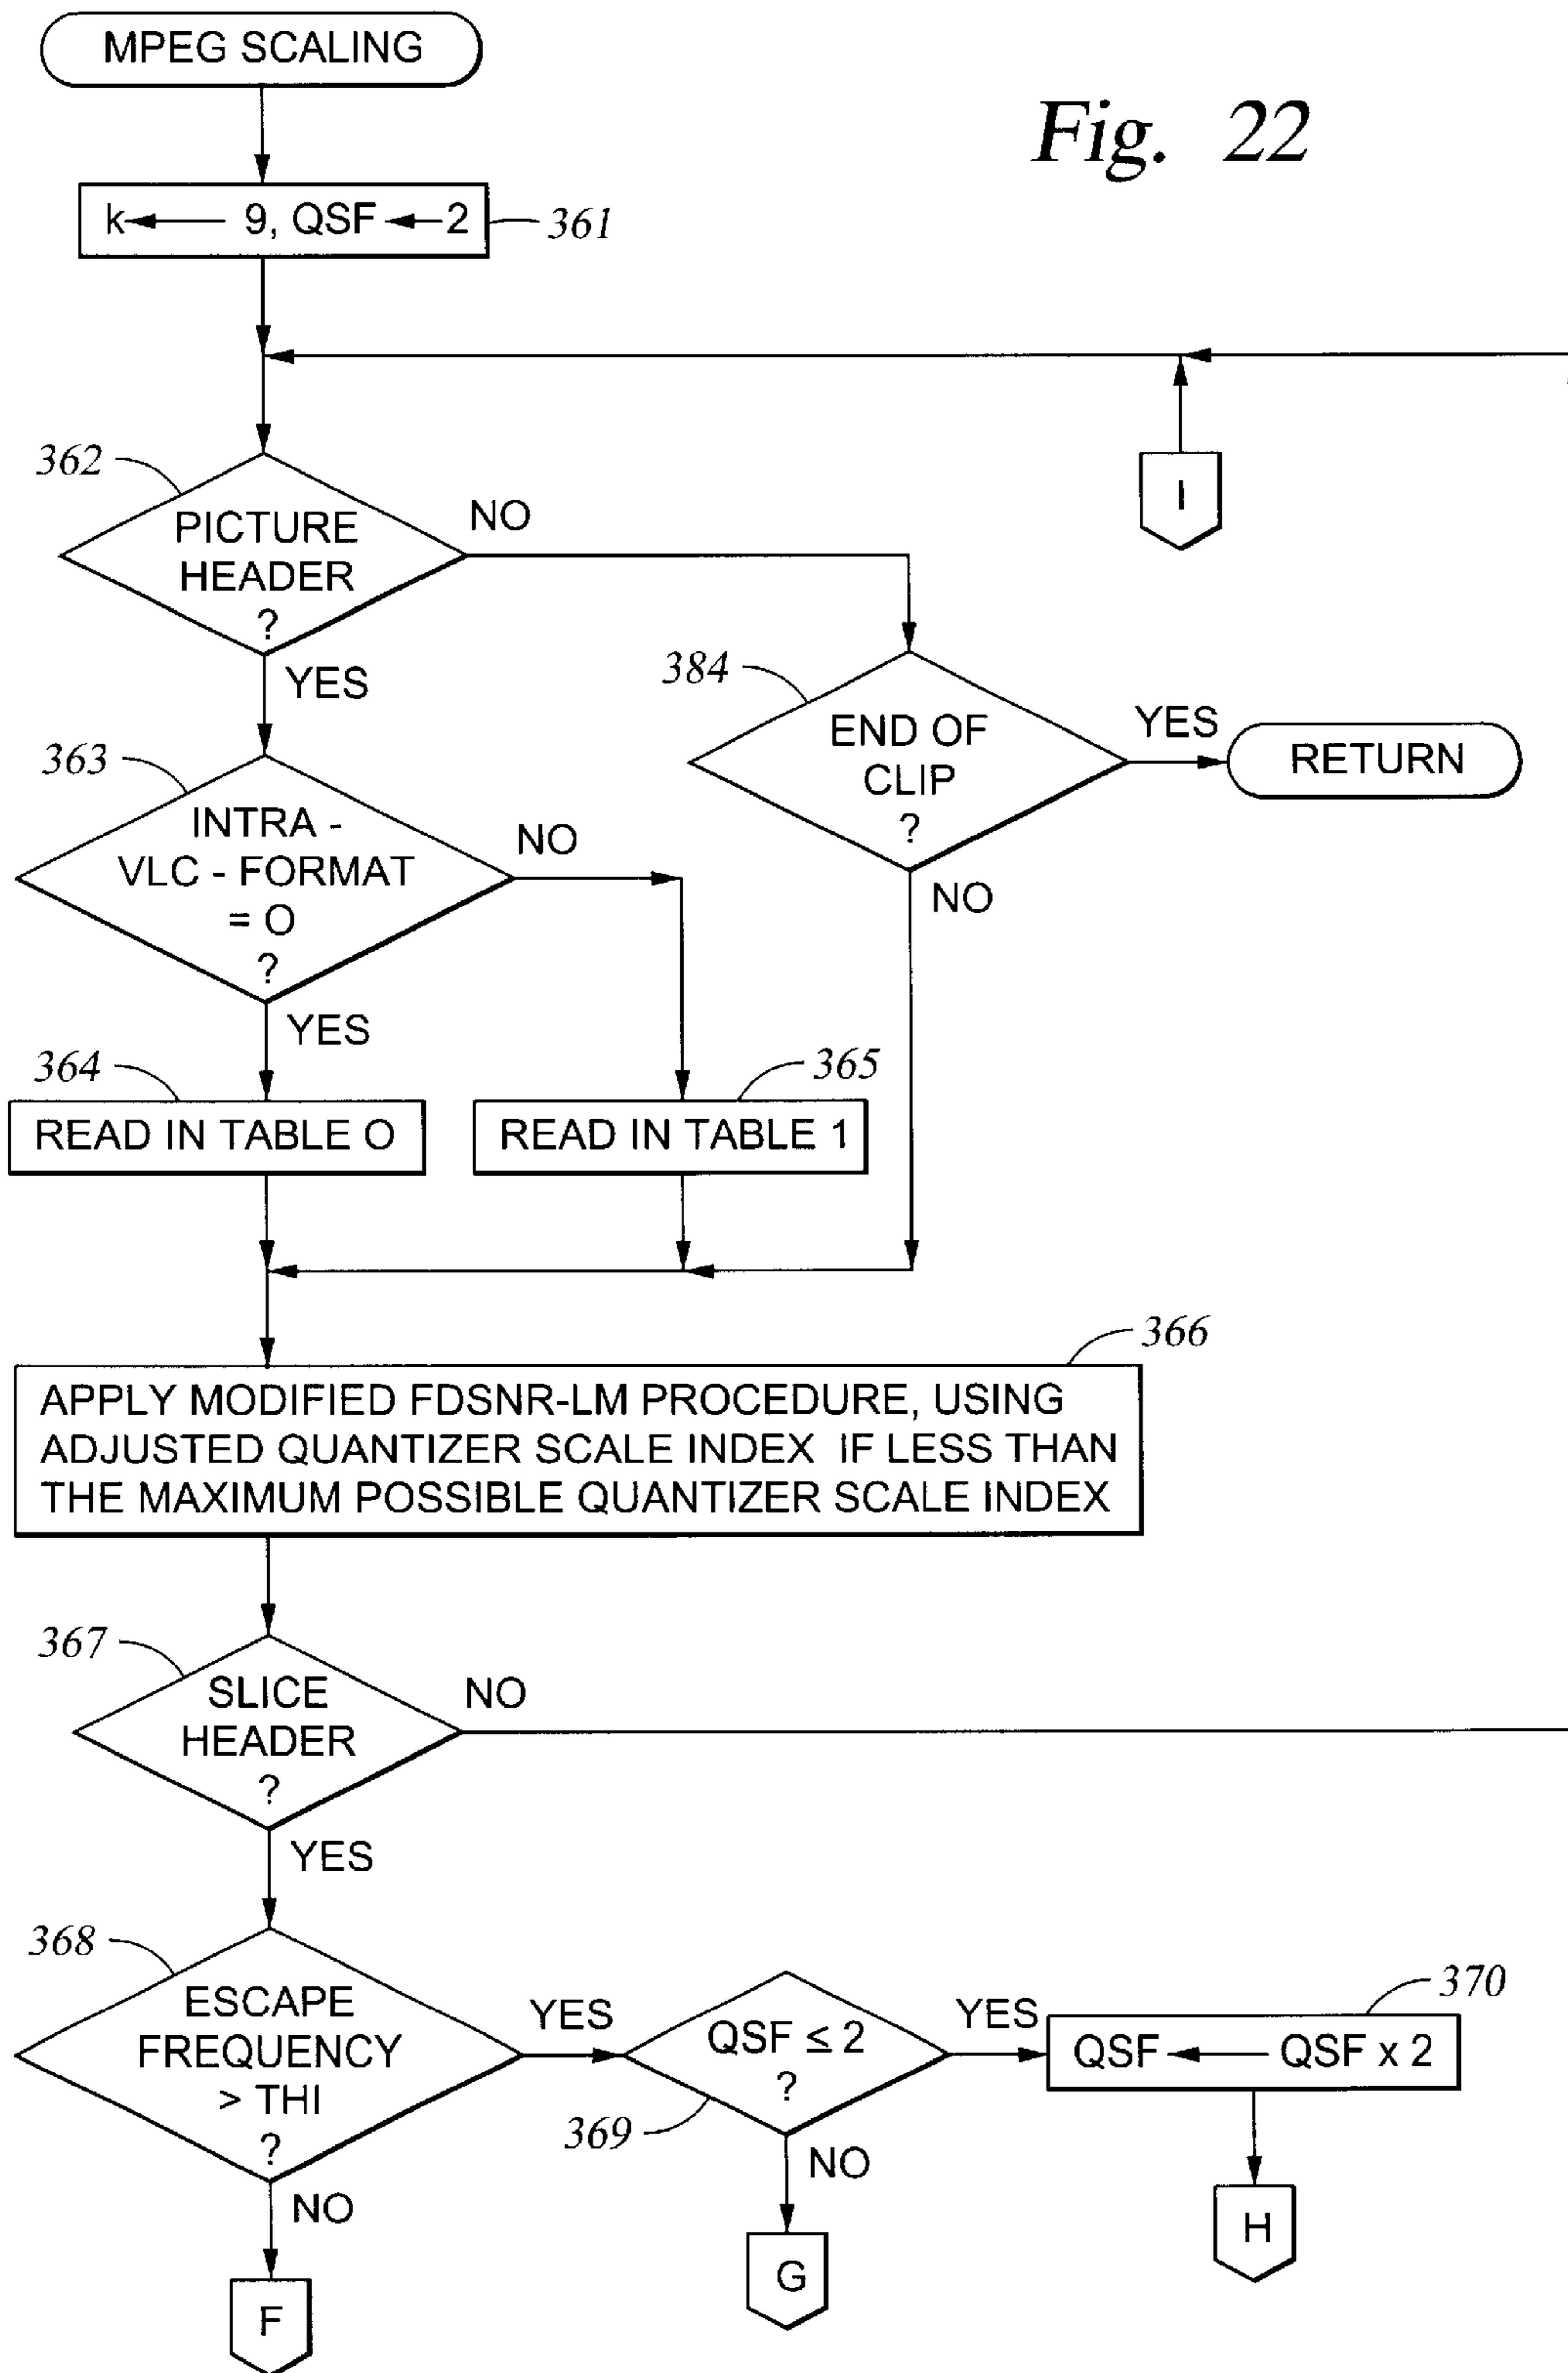 MPEG SCALING
Fig. 22
k 9, QSF 2
361
362
PICTURE
HEADER
?
NO
YES
I
384
END OF
CLIP
?
YES
RETURN
NO
363
INTRA -
VLC - FORMAT
= O
?
NO
YES
364
READ IN TABLE O
365
READ IN TABLE 1
366
APPLY MODIFIED FDSNR-LM PROCEDURE, USING
ADJUSTED QUANTIZER SCALE INDEX IF LESS THAN
THE MAXIMUM POSSIBLE QUANTIZER SCALE INDEX
367
SLICE
HEADER
?
NO
YES
368
ESCAPE
FREQUENCY
> THI
?
YES
NO
369
QSF ≤ 2
?
YES
NO
370
QSF QSF x 2
H
G
F